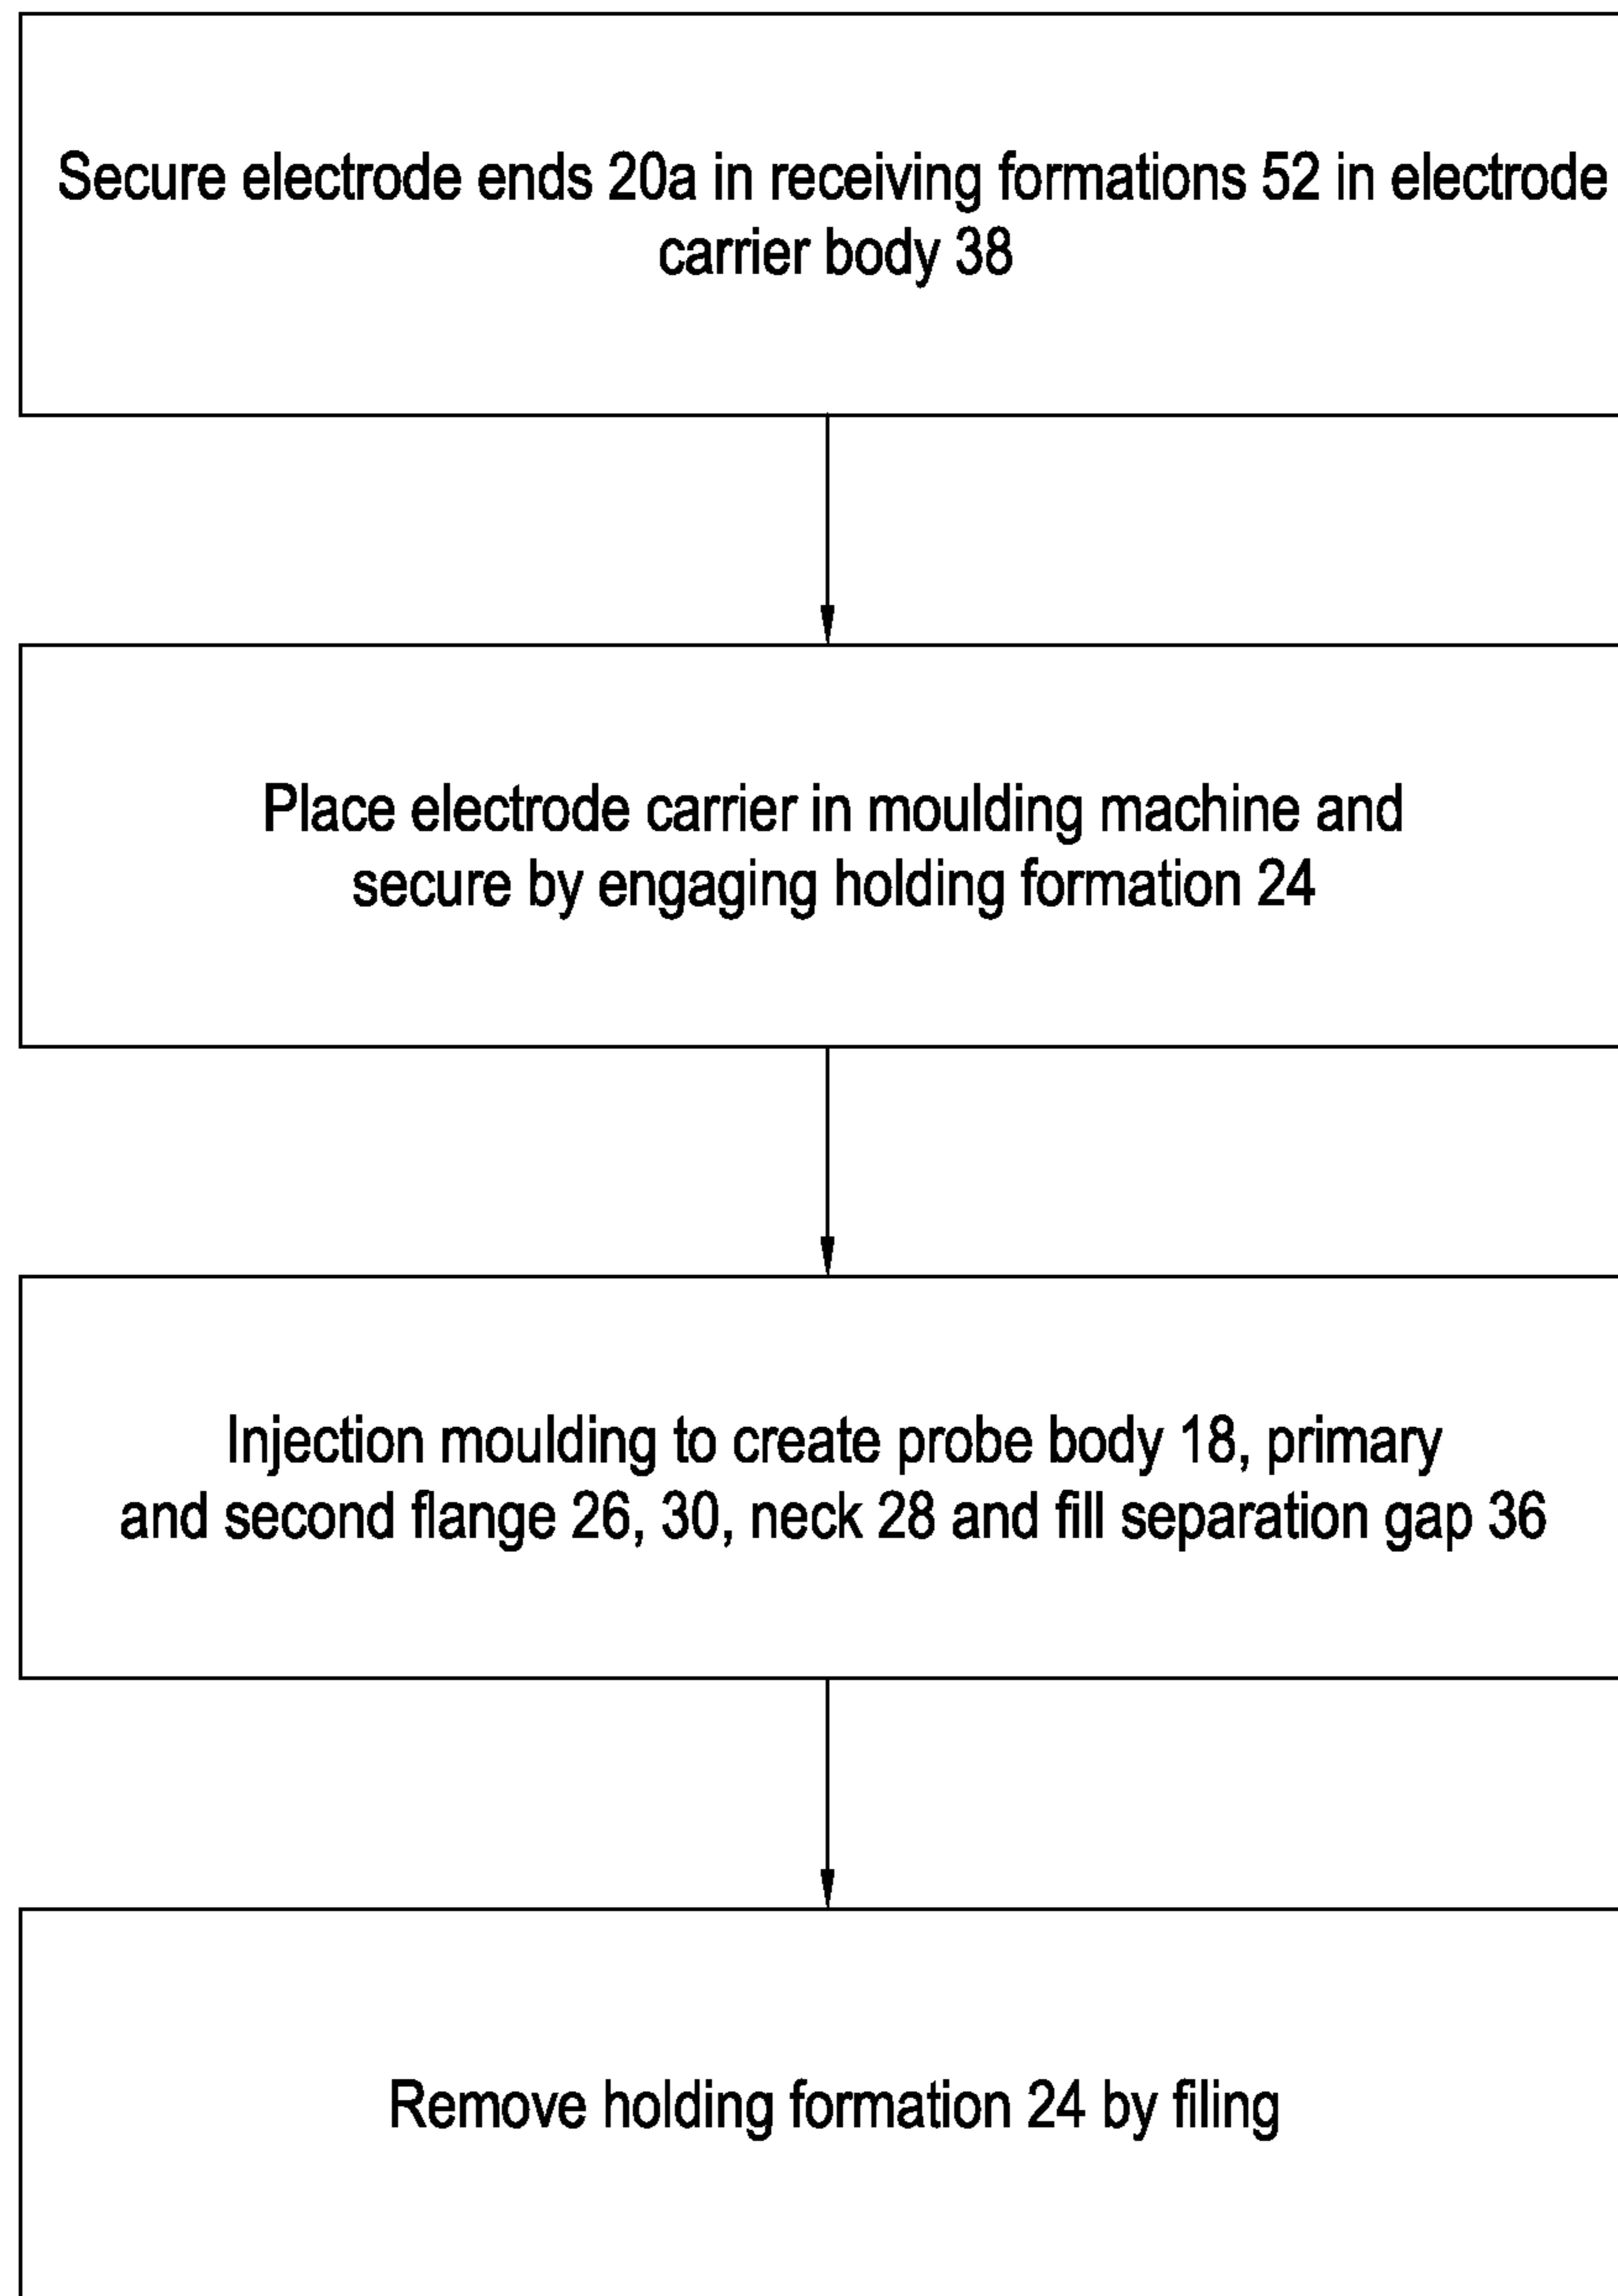 Secure electrode ends 20a in receiving formations 52 in electrode
carrier body 38
Place electrode carrier in moulding machine and
secure by engaging holding formation 24
Injection moulding to create probe body 18, primary
and second flange 26, 30, neck 28 and fill separation gap 36
Remove holding formation 24 by filing